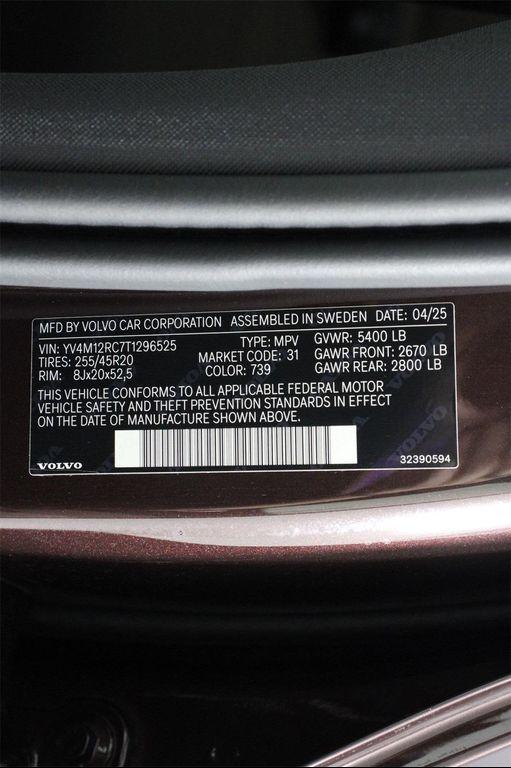 MFD BY VOLVO CAR CORPORATION ASSEMBLED IN SWEDEN DATE: 04/25
VIN: YV4M12RC7T1296525 TYPE: MPV GVWR: 5400 LB
TIRES: 255/45R20 MARKET CODE: 31 GAWR FRONT: 2670 LB
RIM: 8Jx20x52,5 COLOR: 739 GAWR REAR: 2800 LB
THIS VEHICLE CONFORMS TO ALL APPLICABLE FEDERAL MOTOR
VEHICLE SAFETY AND THEFT PREVENTION STANDARDS IN EFFECT
ON THE DATE OF MANUFACTURE SHOWN ABOVE.
VOLVO 32390594